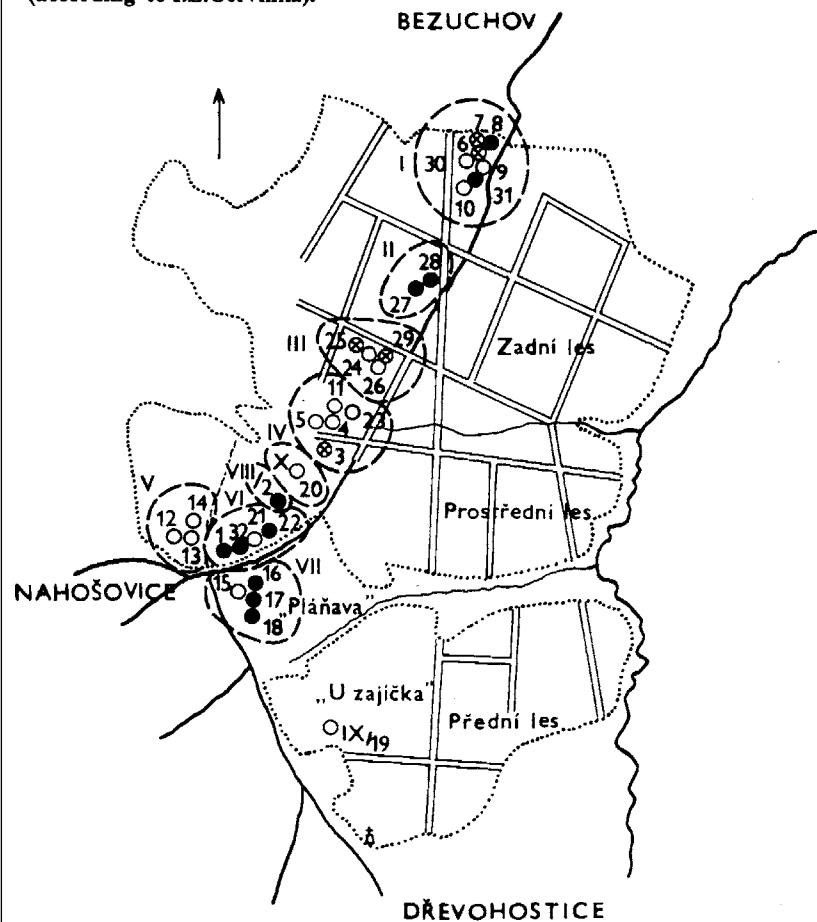 BEZUCHOV
7 8
6
I 30 9
10 31
II 28
27
III 25 29
24 26
Zadní les
11
5 4 23
3
IV
X
VIII 2 20
V 14
12 13
VI 21
1 32 22
Prostřední les
NAHOŠOVICE
VII
15 16
17
18
„Pláňava"
„U zajíčka"
IX/19
Přední les
DŘEVOHOSTICE